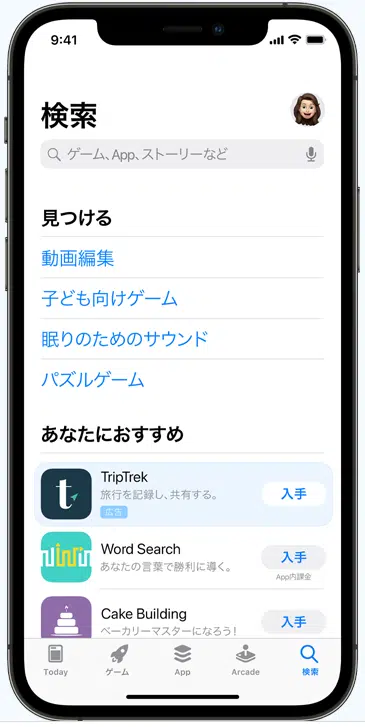 9:41
検索
ゲーム、App、ストーリーなど
見つける
動画編集
子ども向けゲーム
眠りのためのサウンド
パズルゲーム
あなたにおすすめ
t
TripTrek
旅行を記録し、共有する。
広告
入手
Word Search
あなたの言葉で勝利に導く。
入手
App内課金
Cake Building
ベーカリーマスターになろう!
入手
Today
ゲーム
App
Arcade
検索